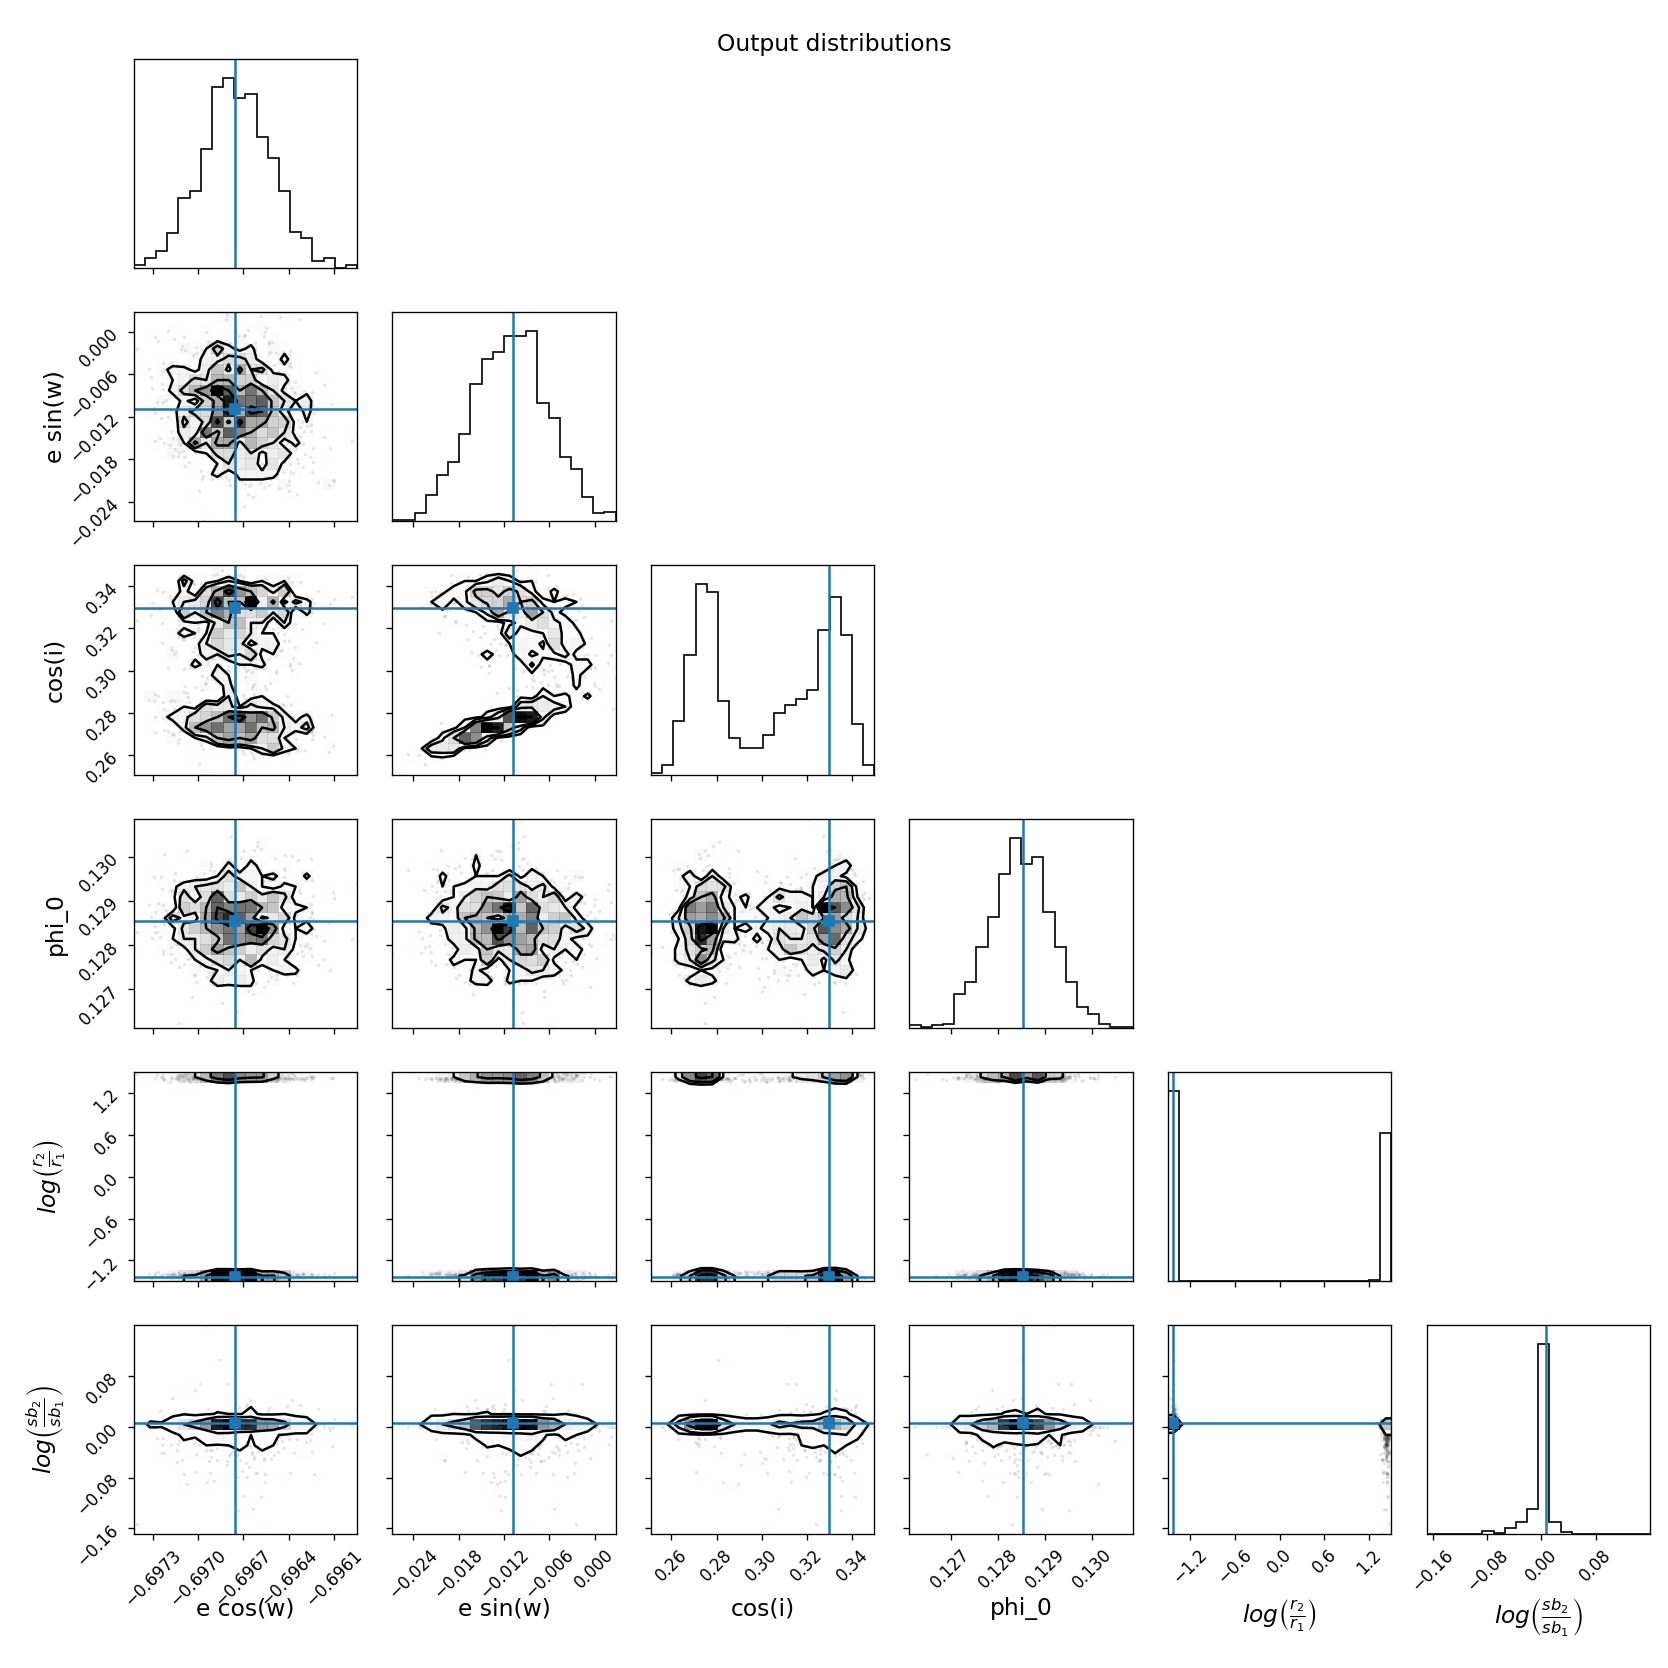 Output distributions
0.000
−0.006
−0.012
−0.018
−0.024
e sin(w)
0.34
0.32
0.30
0.28
0.26
cos(i)
0.130
0.129
0.128
0.127
phi_0
1.2
0.6
0.0
−0.6
−1.2
log(r₂/r₁)
0.08
0.00
−0.08
−0.16
log(sb₂/sb₁)
−0.6973 −0.6970 −0.6967 −0.6964 −0.6961
−0.024 −0.018 −0.012 −0.006 0.000
0.26 0.28 0.30 0.32 0.34
0.127 0.128 0.129 0.130
−1.2 −0.6 0.0 0.6 1.2
−0.16 −0.08 0.00 0.08
e cos(w)
e sin(w)
cos(i)
phi_0
log(r₂/r₁)
log(sb₂/sb₁)